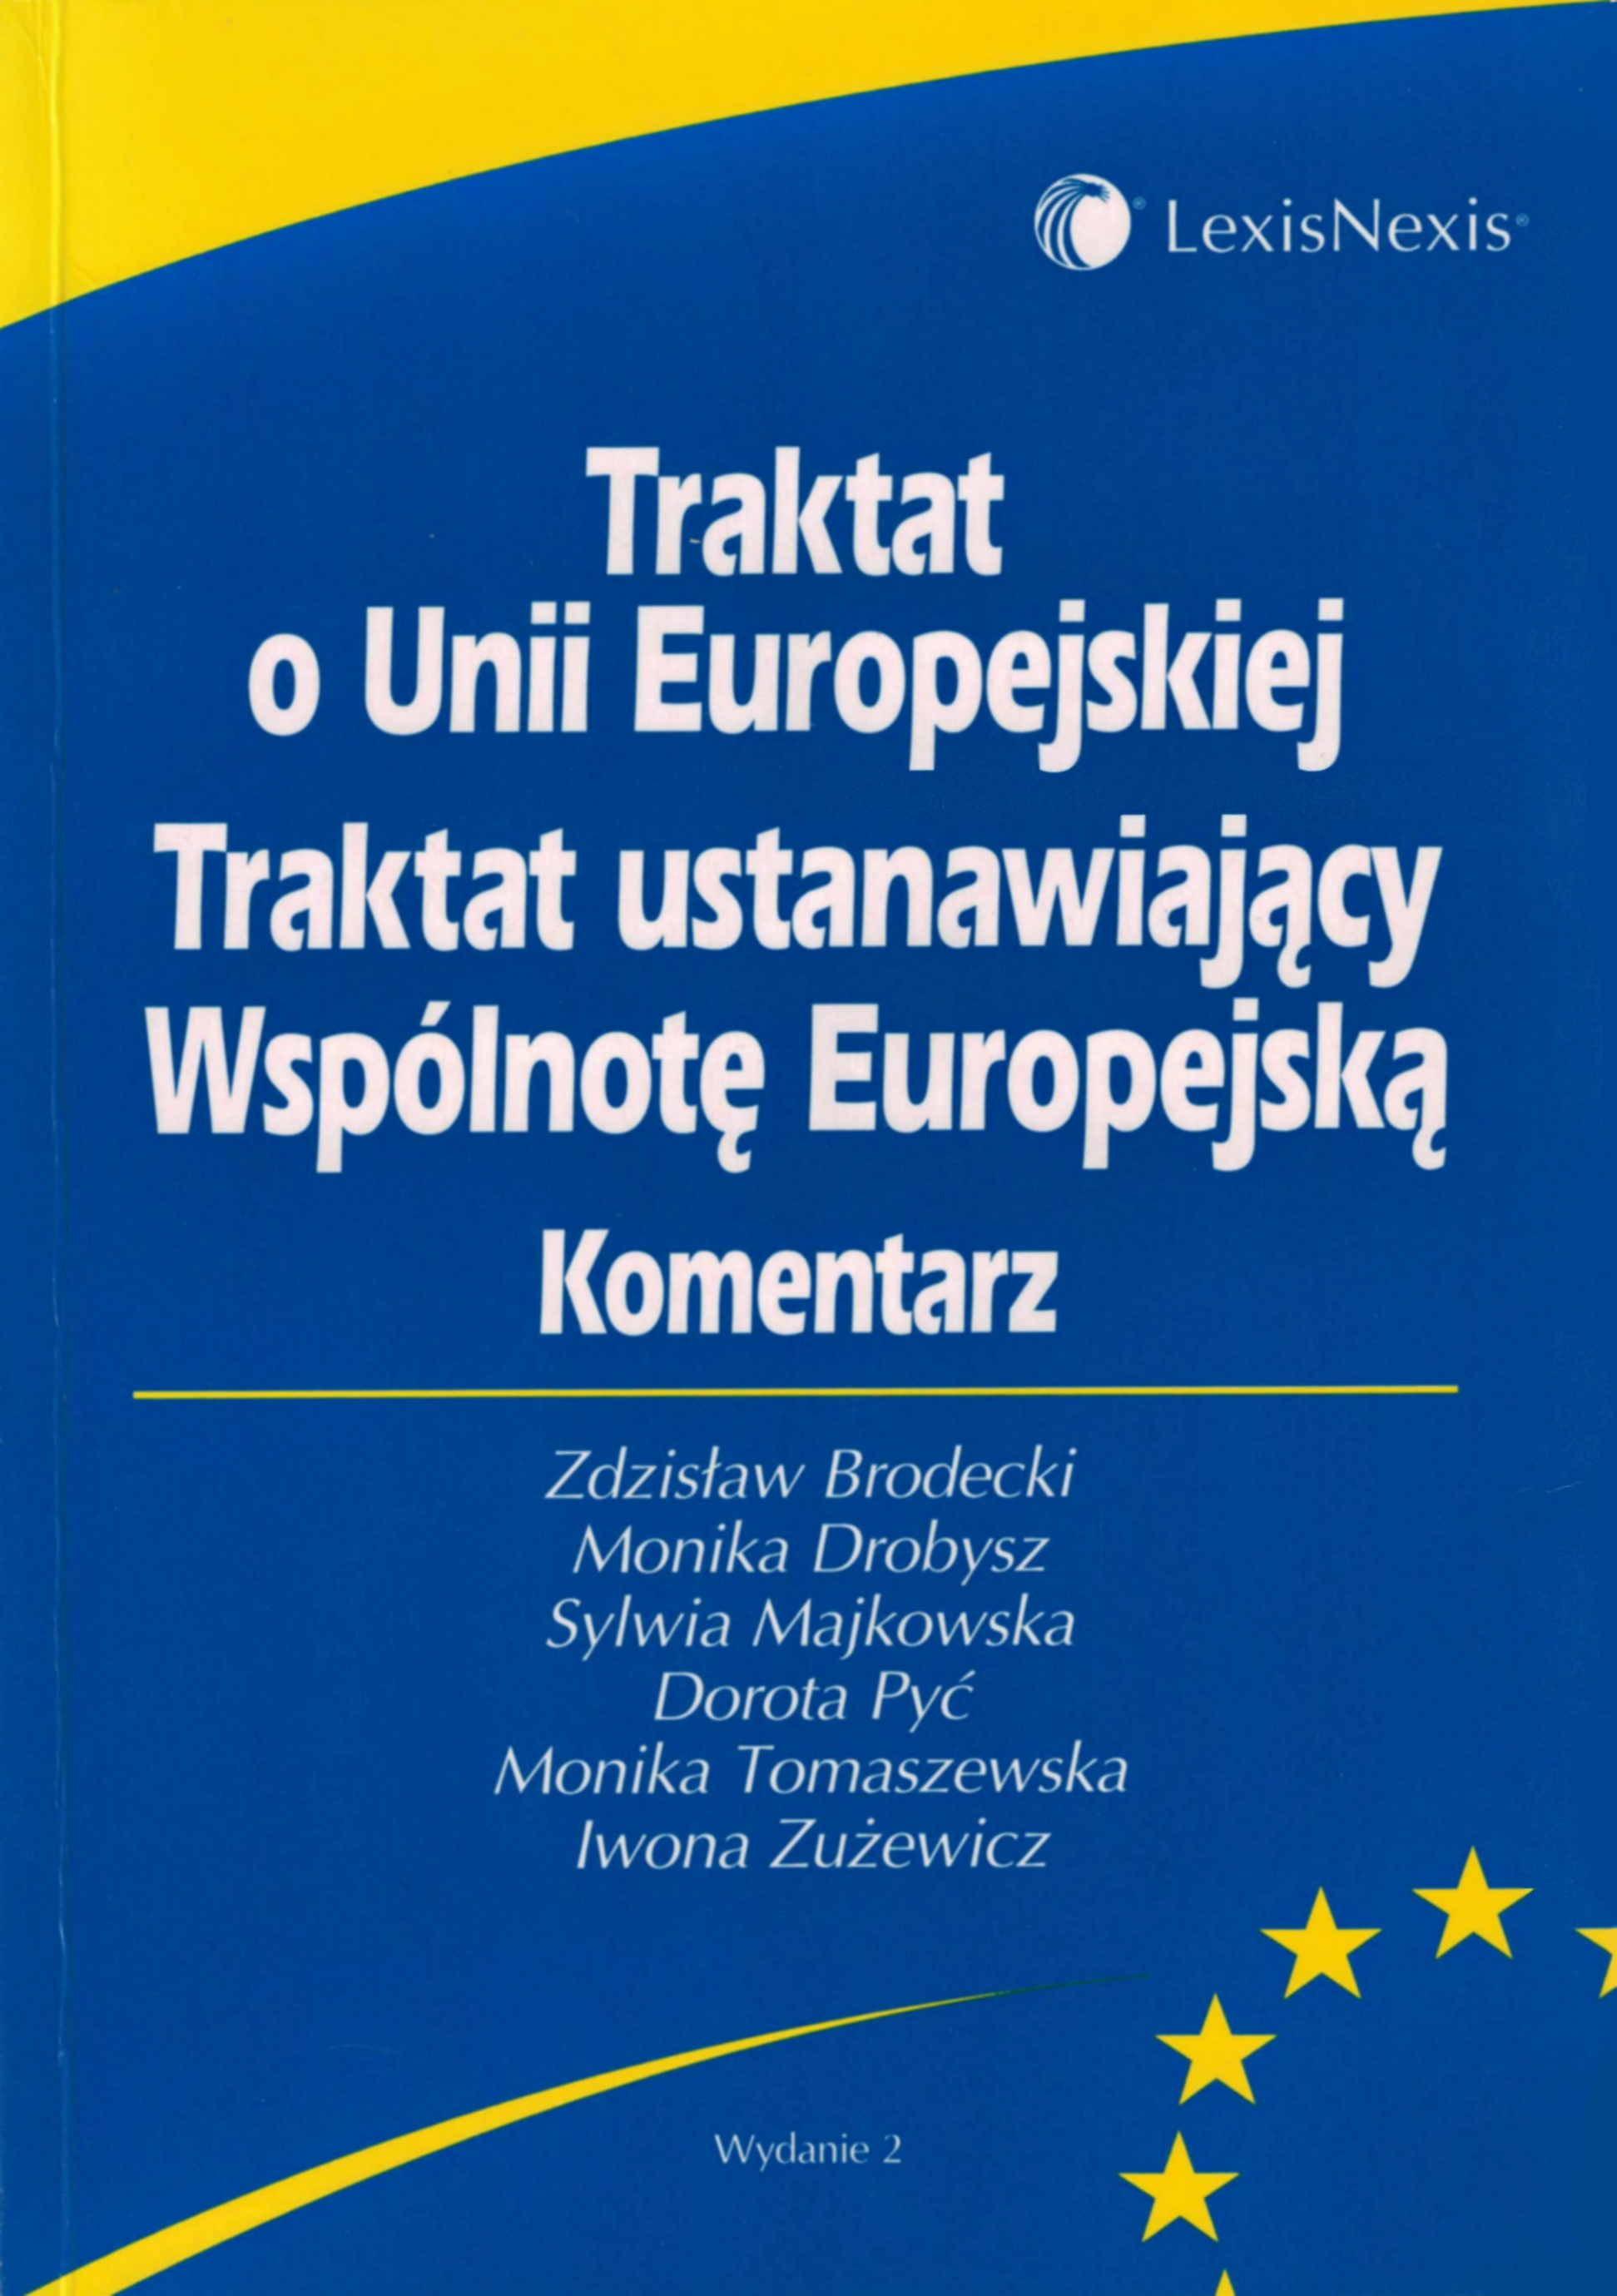 LexisNexis®
Traktat
o Unii Europejskiej
Traktat ustanawiający
Wspólnotę Europejską
Komentarz
Zdzisław Brodecki
Monika Drobysz
Sylwia Majkowska
Dorota Pyć
Monika Tomaszewska
Iwona Zużewicz
Wydanie 2